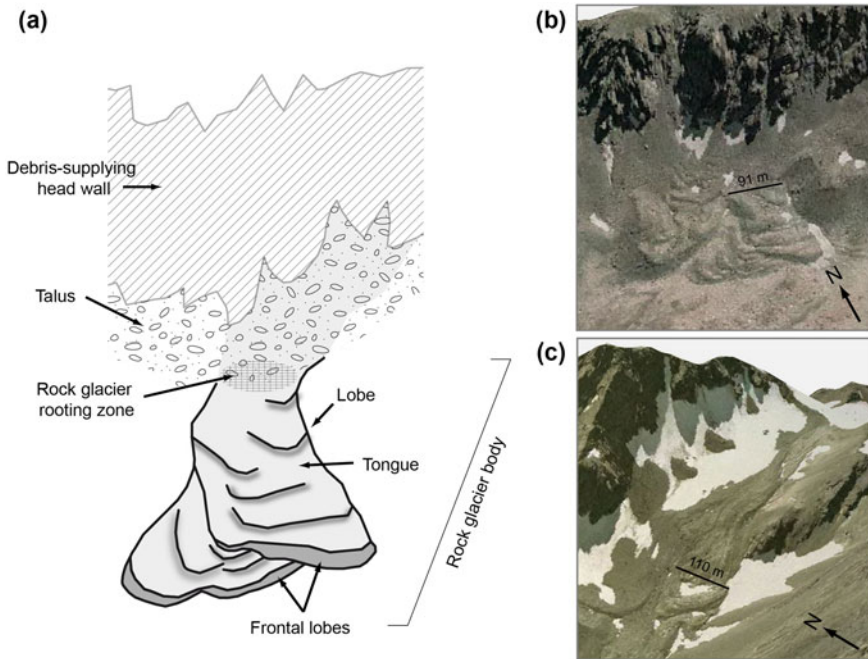 (a)
Debris-supplying
head wall
Talus
Rock glacier
rooting zone
Lobe
Tongue
Rock glacier body
Frontal lobes
(b)
91 m
N
(c)
110 m
N